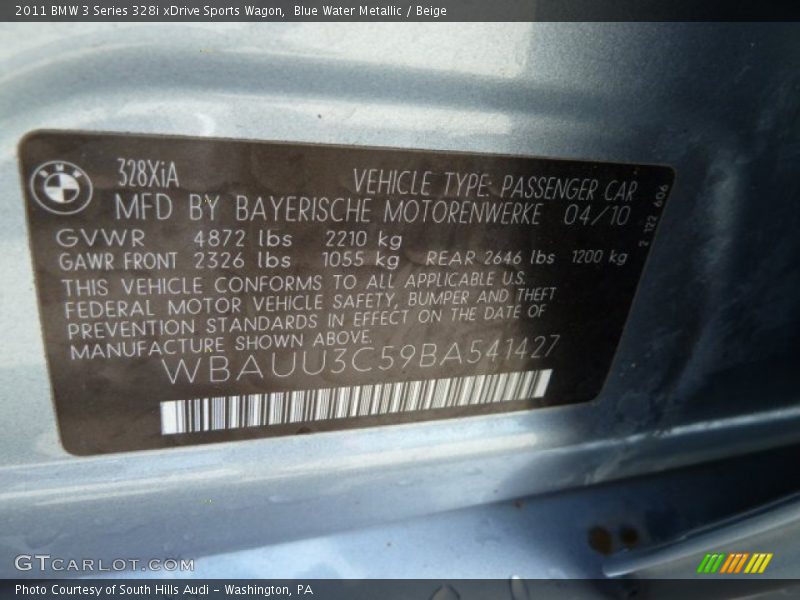 2011 BMW 3 Series 328i xDrive Sports Wagon,  Blue Water Metallic / Beige
BMW
328XiA
VEHICLE TYPE: PASSENGER CAR
MFD BY BAYERISCHE MOTORENWERKE 04/10
GVWR 4872 lbs 2210 kg
GAWR FRONT 2326 lbs 1055 kg REAR 2646 lbs 1200 kg
THIS VEHICLE CONFORMS TO ALL APPLICABLE U.S.
FEDERAL MOTOR VEHICLE SAFETY, BUMPER AND THEFT
PREVENTION STANDARDS IN EFFECT ON THE DATE OF
MANUFACTURE SHOWN ABOVE.
WBAUU3C59BA541427
7 122 606
GTCARLOT.COM
Photo Courtesy of South Hills Audi - Washington, PA